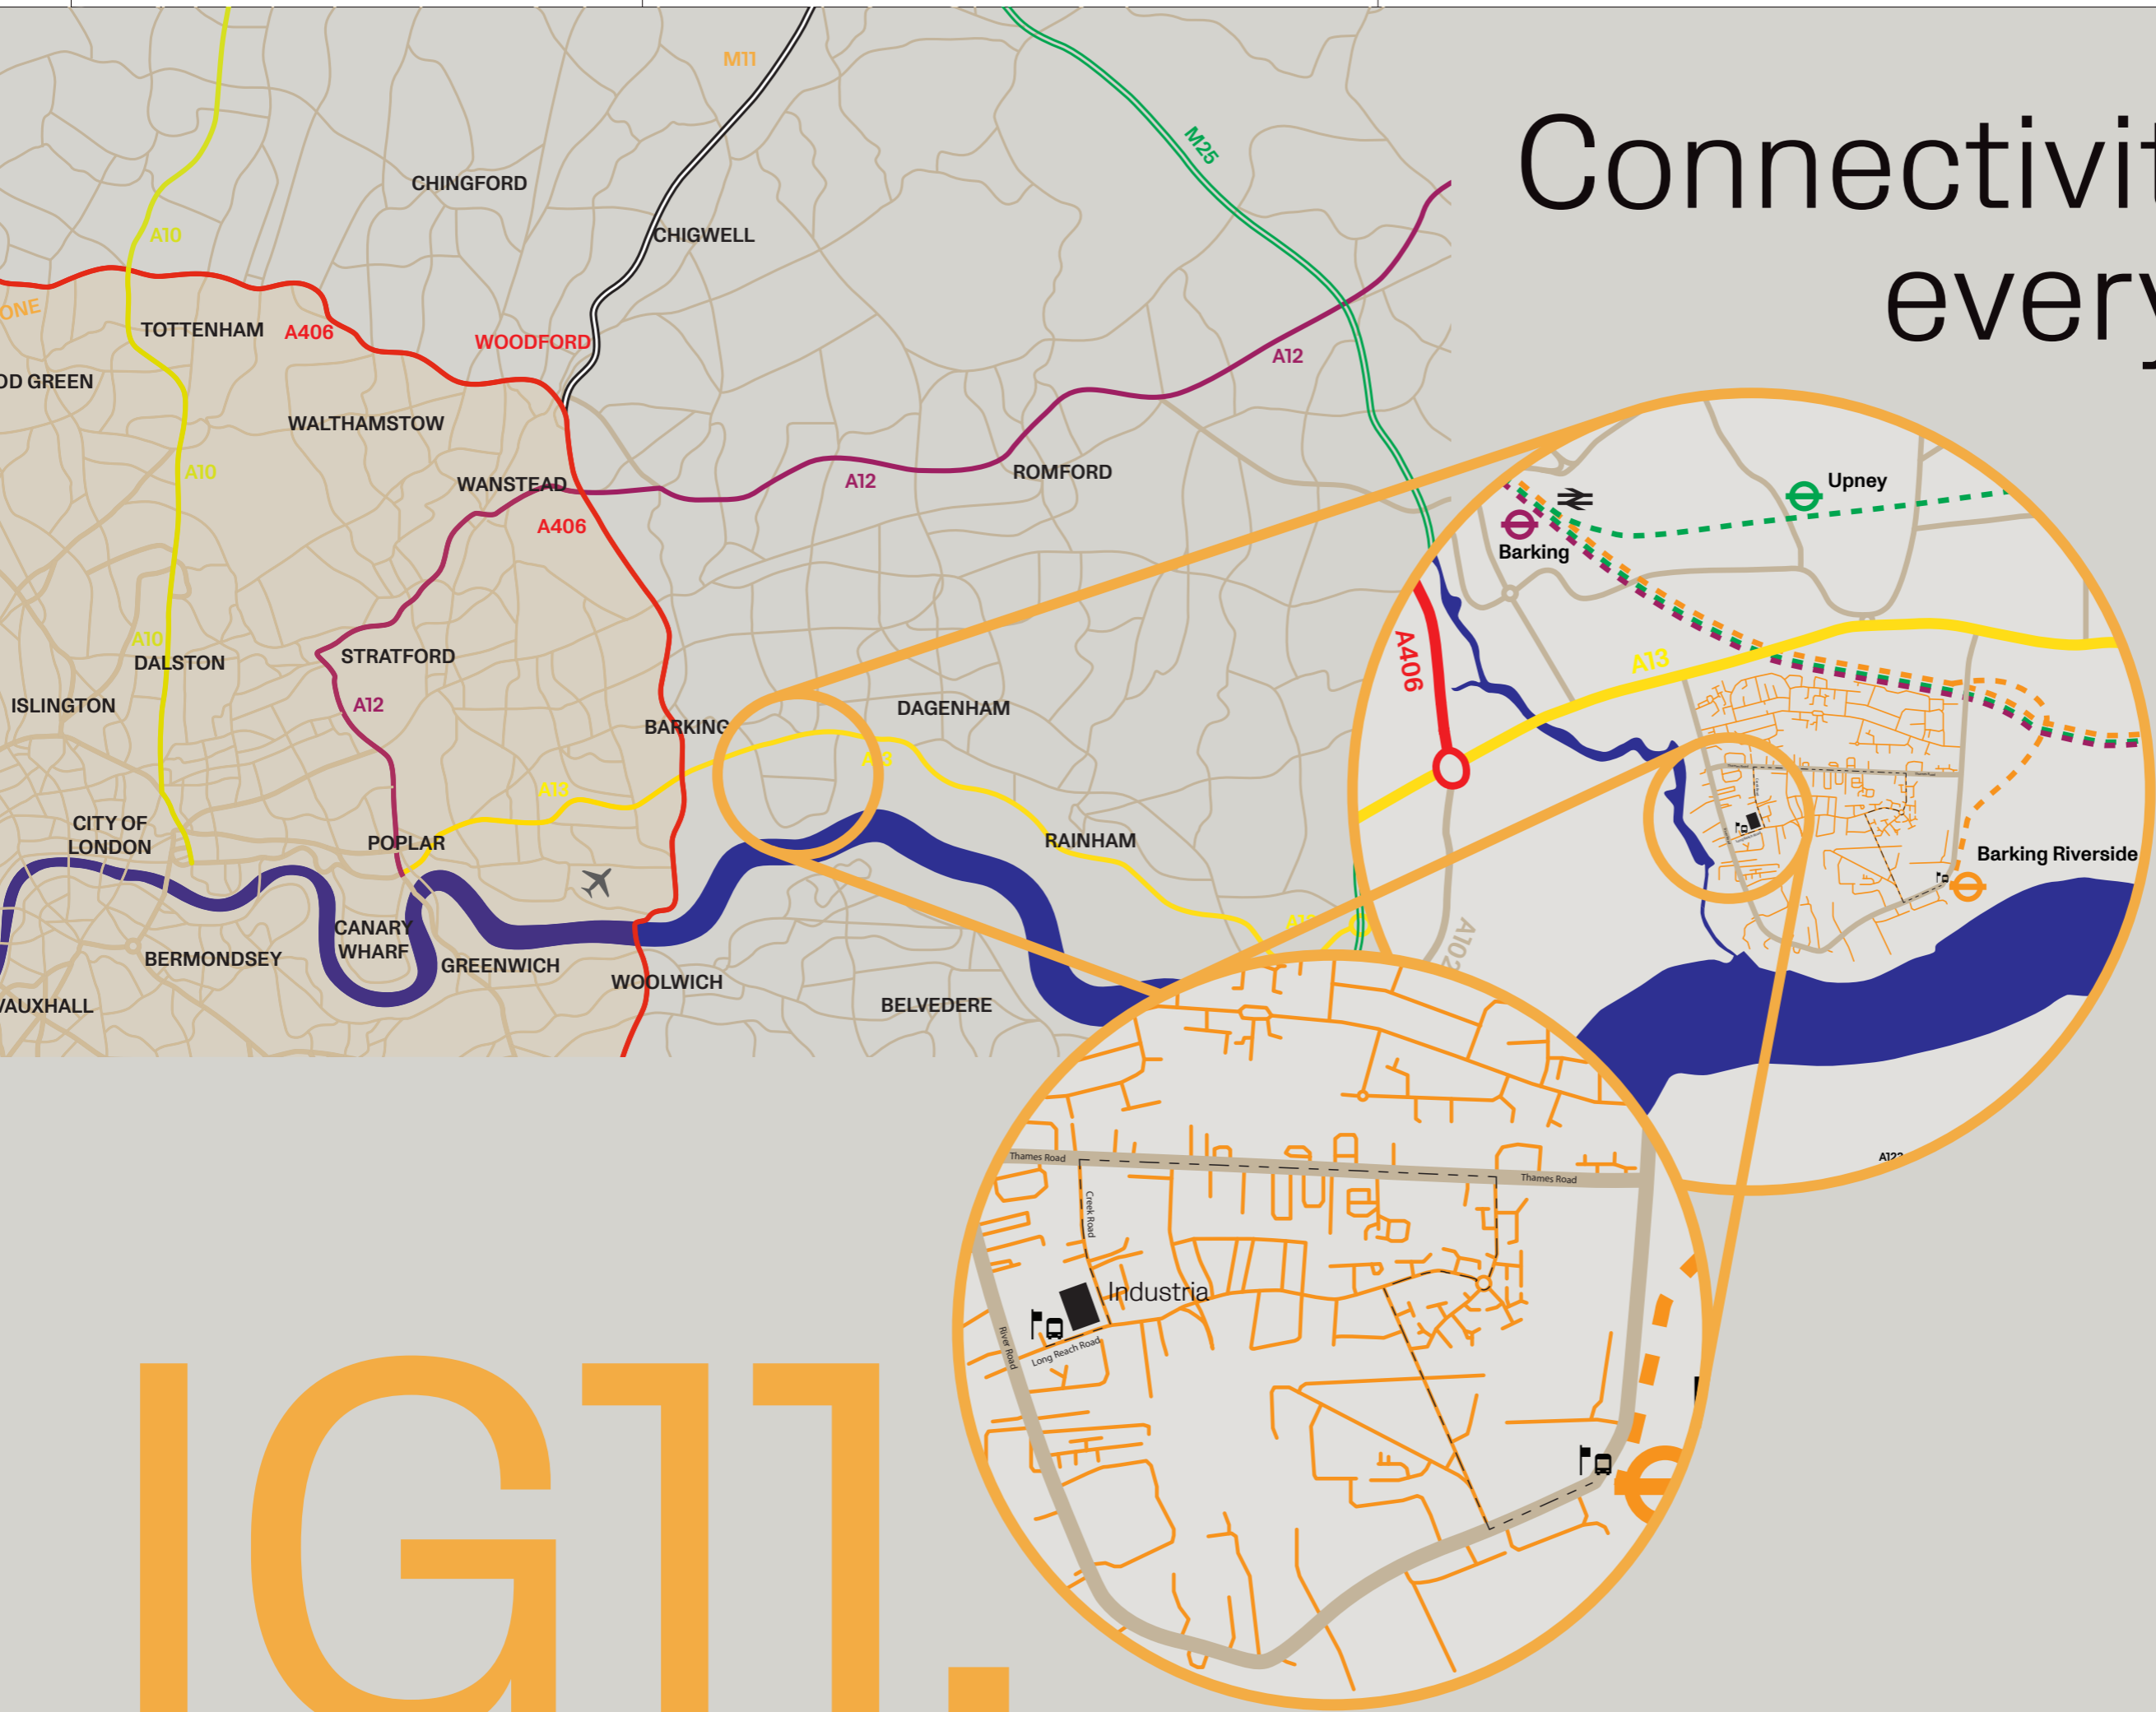 Connectivit
every
M11
M25
CHINGFORD
CHIGWELL
A10
ONE
TOTTENHAM
A406
WOODFORD
A12
OD GREEN
WALTHAMSTOW
A10
WANSTEAD
A12
ROMFORD
A406
A10
DALSTON
STRATFORD
ISLINGTON
A12
BARKING
DAGENHAM
A13
A13
CITY OF
LONDON
POPLAR
RAINHAM
CANARY
WHARF
BERMONDSEY
GREENWICH
WOOLWICH
VAUXHALL
BELVEDERE
Upney
Barking
A406
A13
Barking Riverside
A102
Thames Road
Thames Road
Creek Road
Industria
River Road
Long Reach Road
IG11.